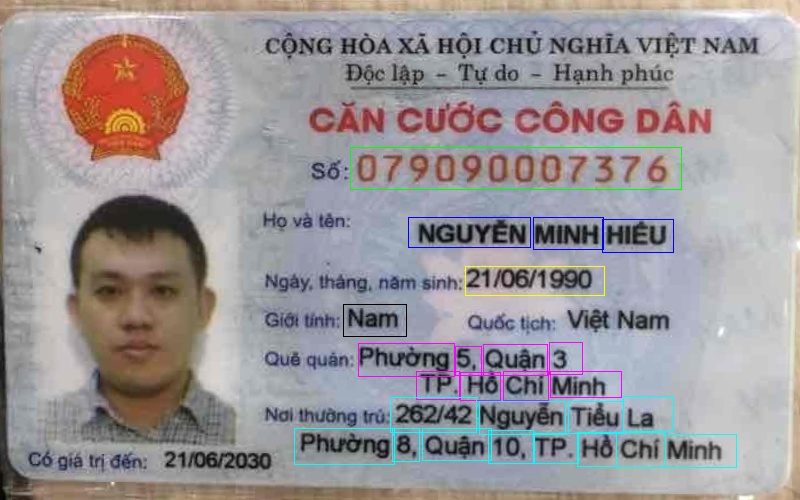 CỘNG HÒA XÃ HỘI CHỦ NGHĨA VIỆT NAM
Độc lập - Tự do - Hạnh phúc
CĂN CƯỚC CÔNG DÂN
Số: 079090007376
Họ và tên: NGUYỄN MINH HIẾU
Ngày, tháng, năm sinh: 21/06/1990
Giới tính: Nam Quốc tịch: Việt Nam
Quê quán: Phường 5, Quận 3
TP. Hồ Chí Minh
Nơi thường trú: 262/42 Nguyễn Tiểu La
Phường 8, Quận 10, TP. Hồ Chí Minh
Có giá trị đến: 21/06/2030